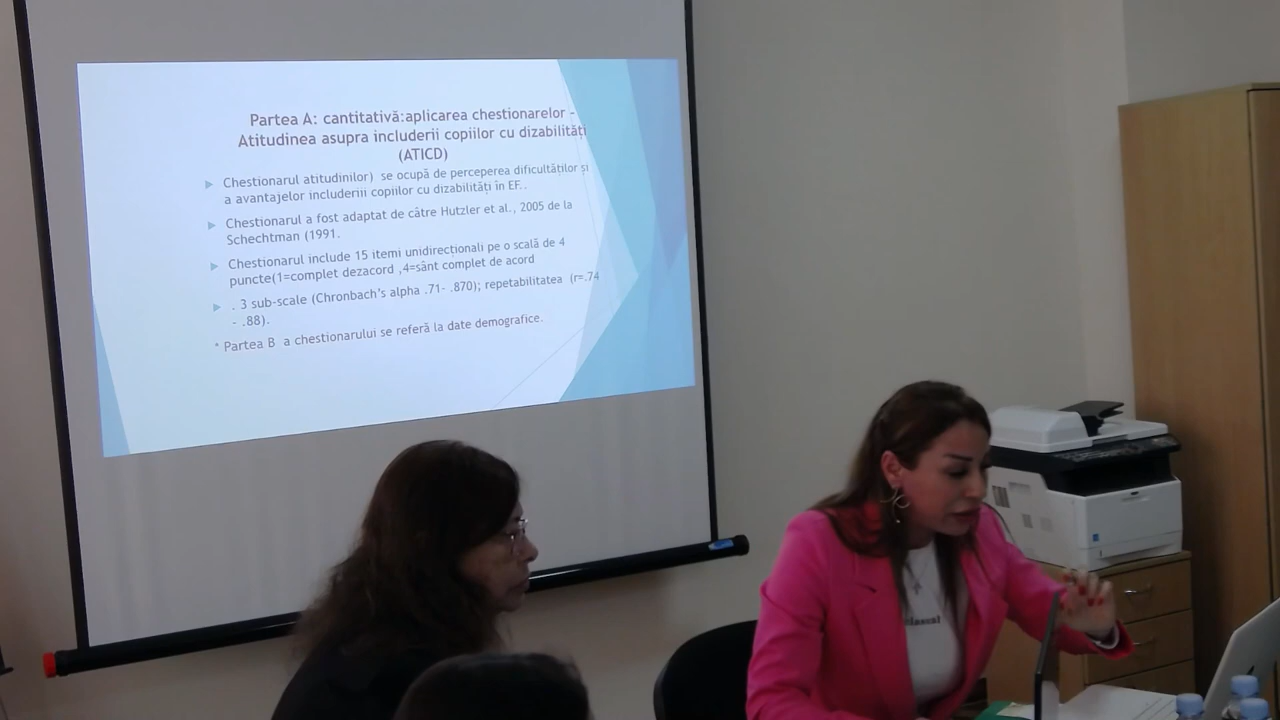 Partea A: cantitativă:aplicarea chestionarelor -
Atitudinea asupra includerii copiilor cu dizabilități
(ATICD)
Chestionarul atitudinilor) se ocupă de perceperea dificultăților și
a avantajelor includeriii copiilor cu dizabilități în EF..
Chestionarul a fost adaptat de câtre Hutzler et al., 2005 de la
Schechtman (1991.
Chestionarul include 15 itemi unidirectionali pe o scală de 4
puncte(1=complet dezacord ,4=sânt complet de acord
. 3 sub-scale (Chronbach's alpha .71- .870); repetabilitatea (r=.74
- .88).
* Partea B a chestionarului se referă la date demografice.